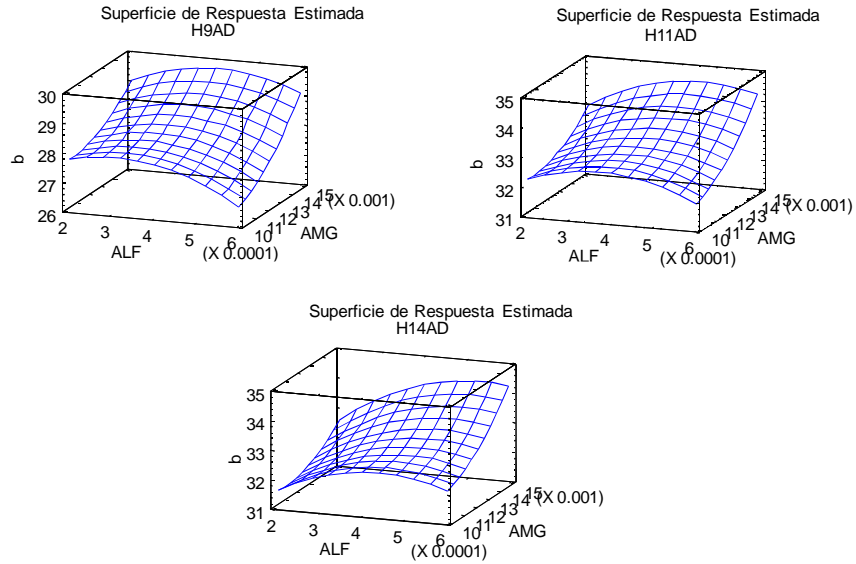 Superficie de Respuesta Estimada
H9AD
30
29
28
27
26
b
2
3
4
5
6
ALF
(X 0.0001)
10
11
12
13
14
15
(X 0.001)
AMG
Superficie de Respuesta Estimada
H11AD
35
34
33
32
31
b
2
3
4
5
6
ALF
(X 0.0001)
10
11
12
13
14
15
(X 0.001)
AMG
Superficie de Respuesta Estimada
H14AD
35
34
33
32
31
b
2
3
4
5
6
ALF
(X 0.0001)
10
11
12
13
14
15
(X 0.001)
AMG